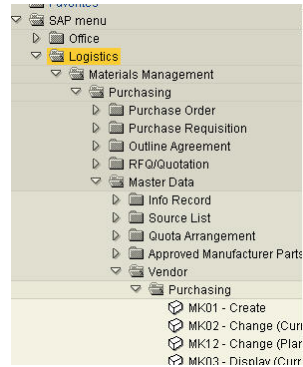 Favorites
SAP menu
Office
Logistics
Materials Management
Purchasing
Purchase Order
Purchase Requisition
Outline Agreement
RFQ/Quotation
Master Data
Info Record
Source List
Quota Arrangement
Approved Manufacturer Parts
Vendor
Purchasing
MK01 - Create
MK02 - Change (Curr
MK12 - Change (Plan
MK03 - Display (Curr